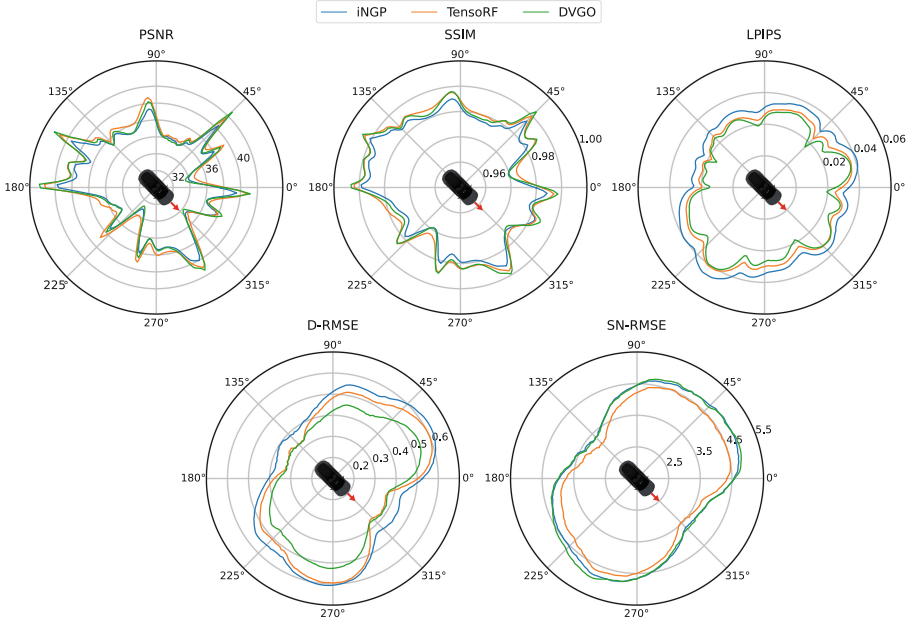 iNGP TensoRF DVGO
PSNR SSIM LPIPS
90° 90° 90°
135° 45° 135° 45° 135° 45°
180° 32 36 40 0° 180° 0.96 0.98 1.00 0° 180° 0.02 0.04 0.06 0°
225° 315° 225° 315° 225° 315°
270° 270° 270°
D-RMSE SN-RMSE
90° 90°
135° 45° 135° 45°
180° 0.2 0.3 0.4 0.5 0.6 0° 180° 2.5 3.5 4.5 5.5 0°
225° 315° 225° 315°
270° 270°